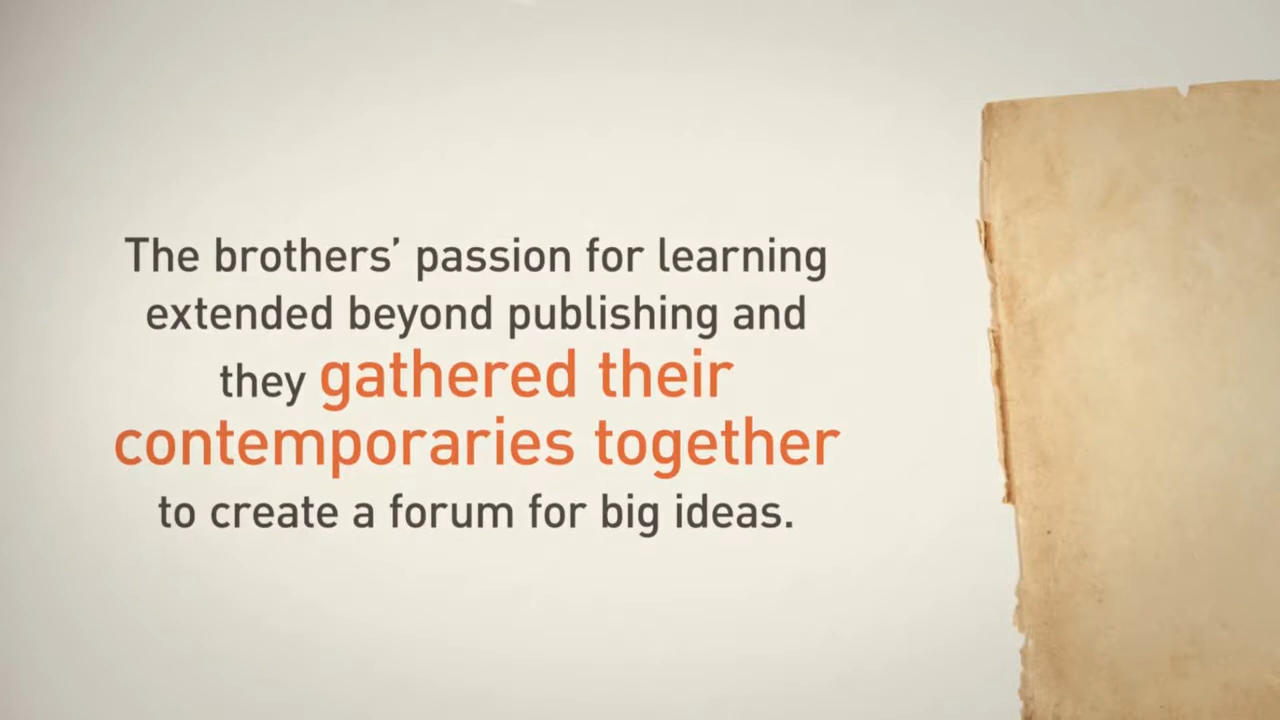 The brothers’ passion for learning
extended beyond publishing and
they gathered their
contemporaries together
to create a forum for big ideas.